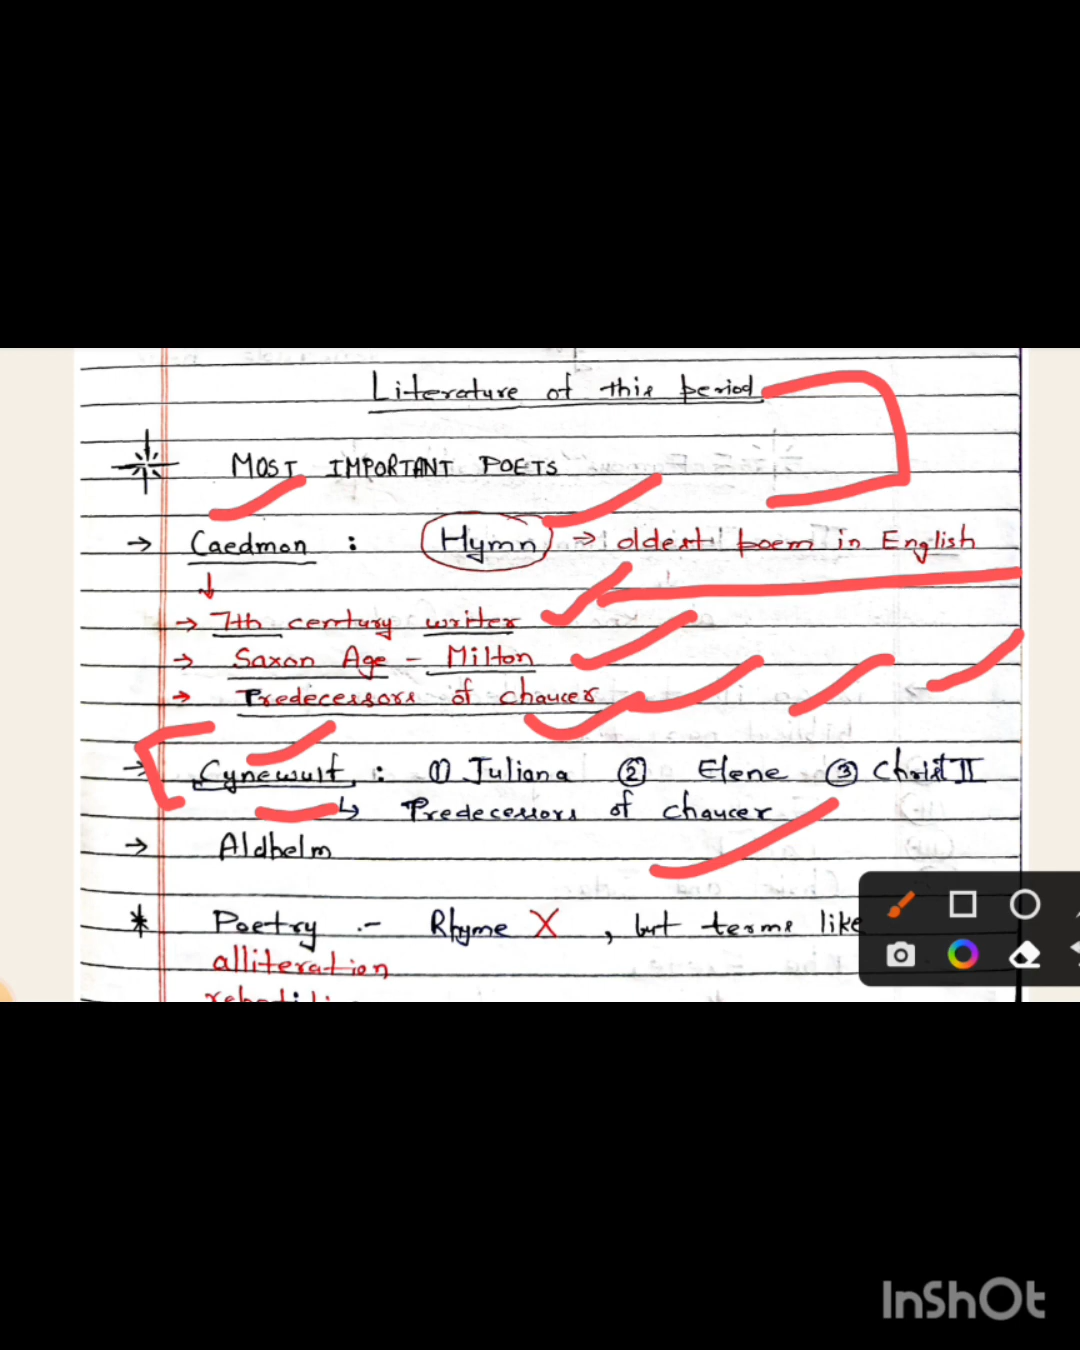 Literature of this period
MOST IMPORTANT POETS
→ Caedmon : Hymn → oldest poem in English
↓
→ 7th century writer
→ Saxon Age - Milton
→ Predecessors of chaucer
→ Cynewulf : ① Juliana ② Elene ③ Christ II
↳ Predecessors of chaucer
→ Aldhelm
* Poetry :- Rhyme X , but terms like
alliteration
InShOt